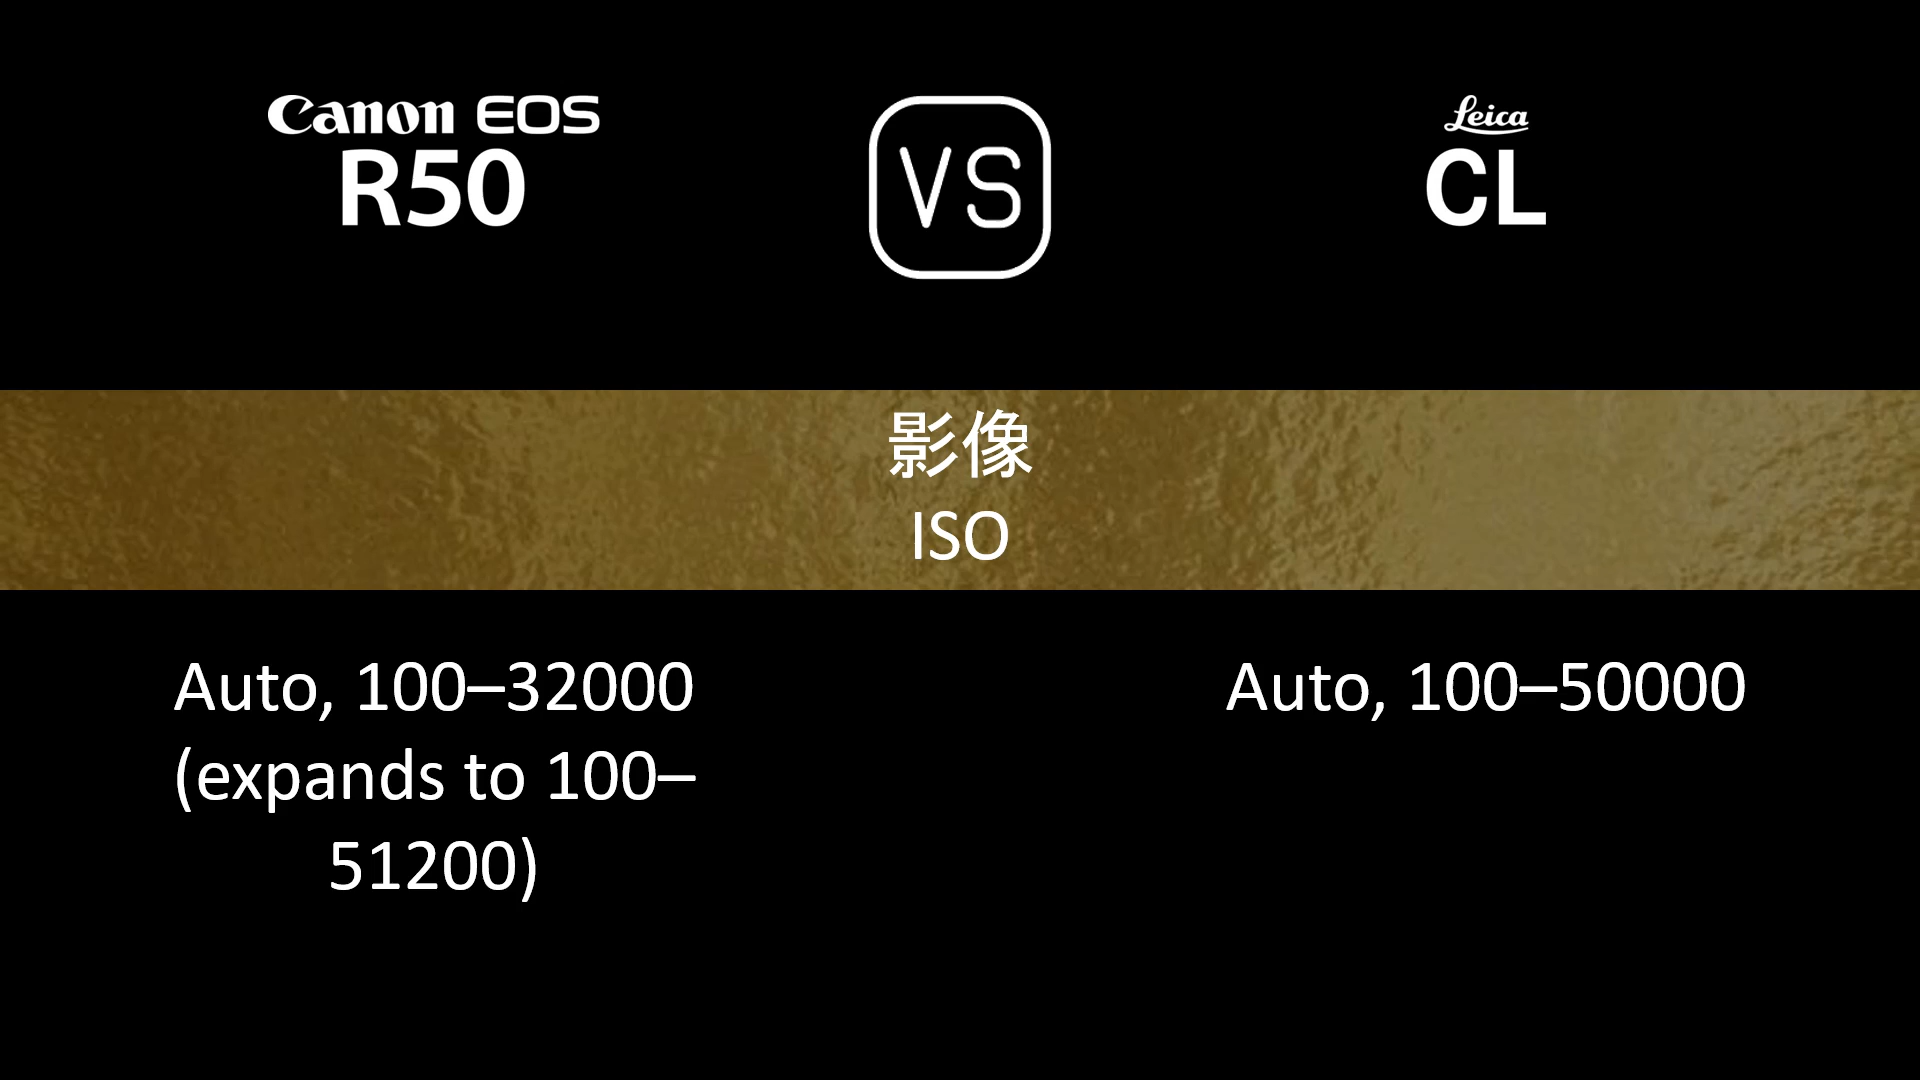 Canon EOS
R50
VS
Leica
CL
影像
ISO
Auto, 100–32000
(expands to 100–
51200)
Auto, 100–50000